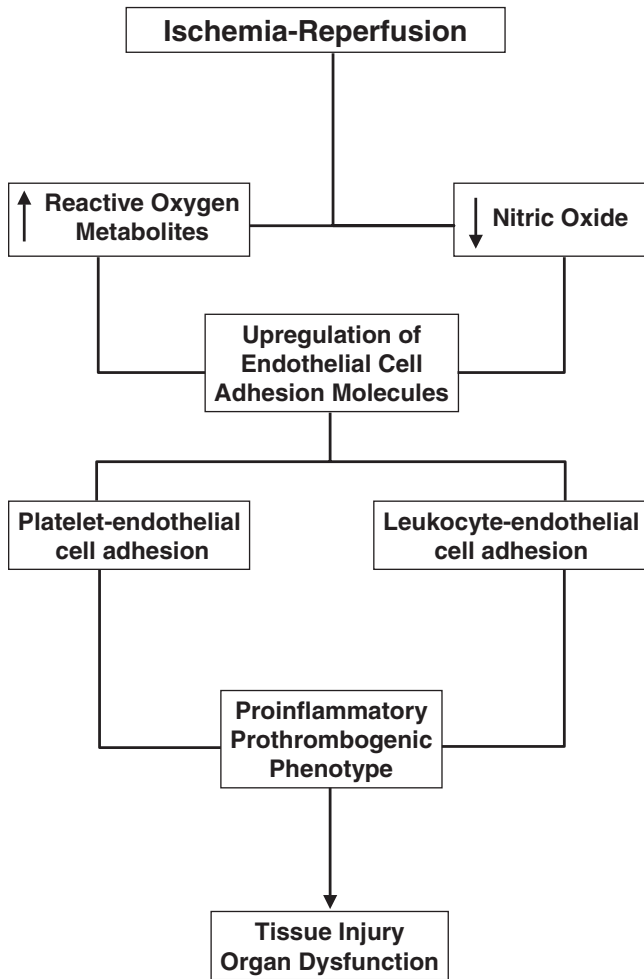 Ischemia-Reperfusion
Reactive Oxygen
Metabolites
Nitric Oxide
Upregulation of
Endothelial Cell
Adhesion Molecules
Platelet-endothelial
cell adhesion
Leukocyte-endothelial
cell adhesion
Proinflammatory
Prothrombogenic
Phenotype
Tissue Injury
Organ Dysfunction